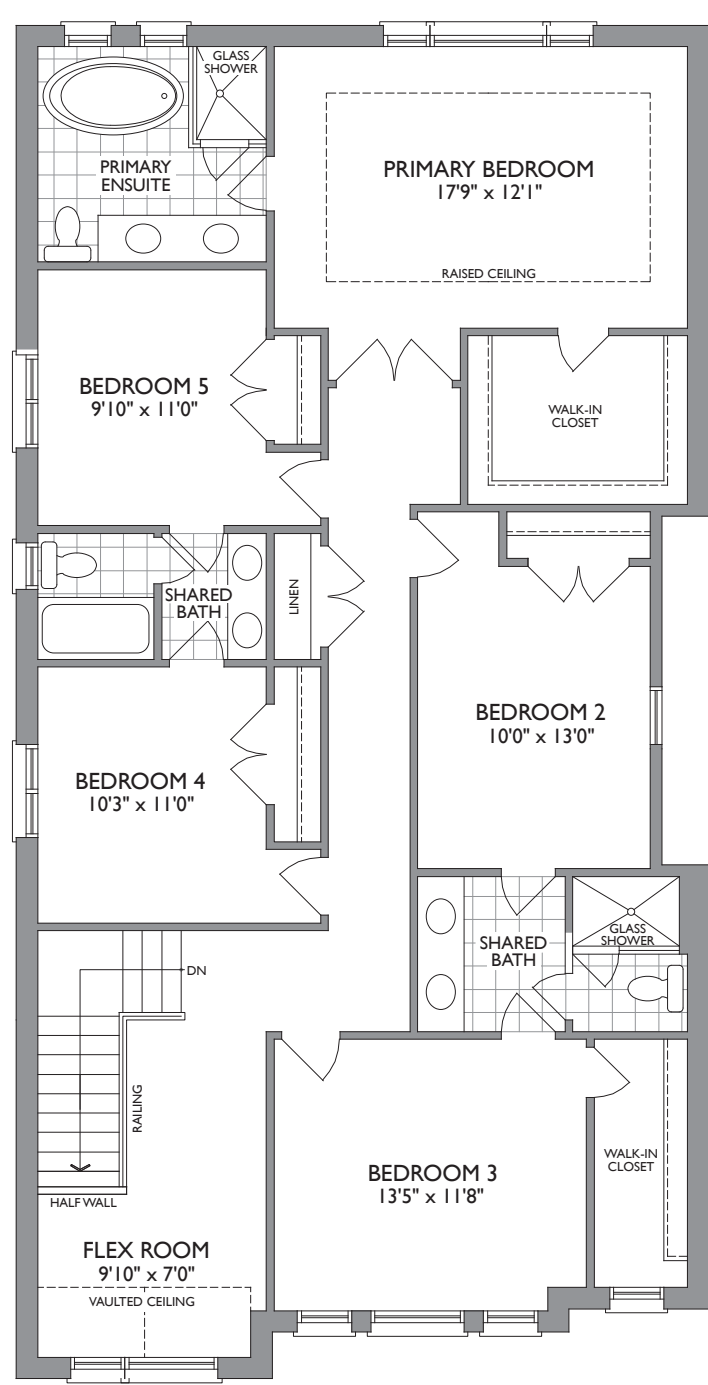 GLASS
SHOWER
PRIMARY
ENSUITE
PRIMARY BEDROOM
17'9" x 12'1"
RAISED CEILING
BEDROOM 5
9'10" x 11'0"
WALK-IN
CLOSET
SHARED
BATH
LINEN
BEDROOM 2
10'0" x 13'0"
BEDROOM 4
10'3" x 11'0"
SHARED
BATH
GLASS
SHOWER
DN
RAILING
HALF WALL
BEDROOM 3
13'5" x 11'8"
WALK-IN
CLOSET
FLEX ROOM
9'10" x 7'0"
VAULTED CEILING